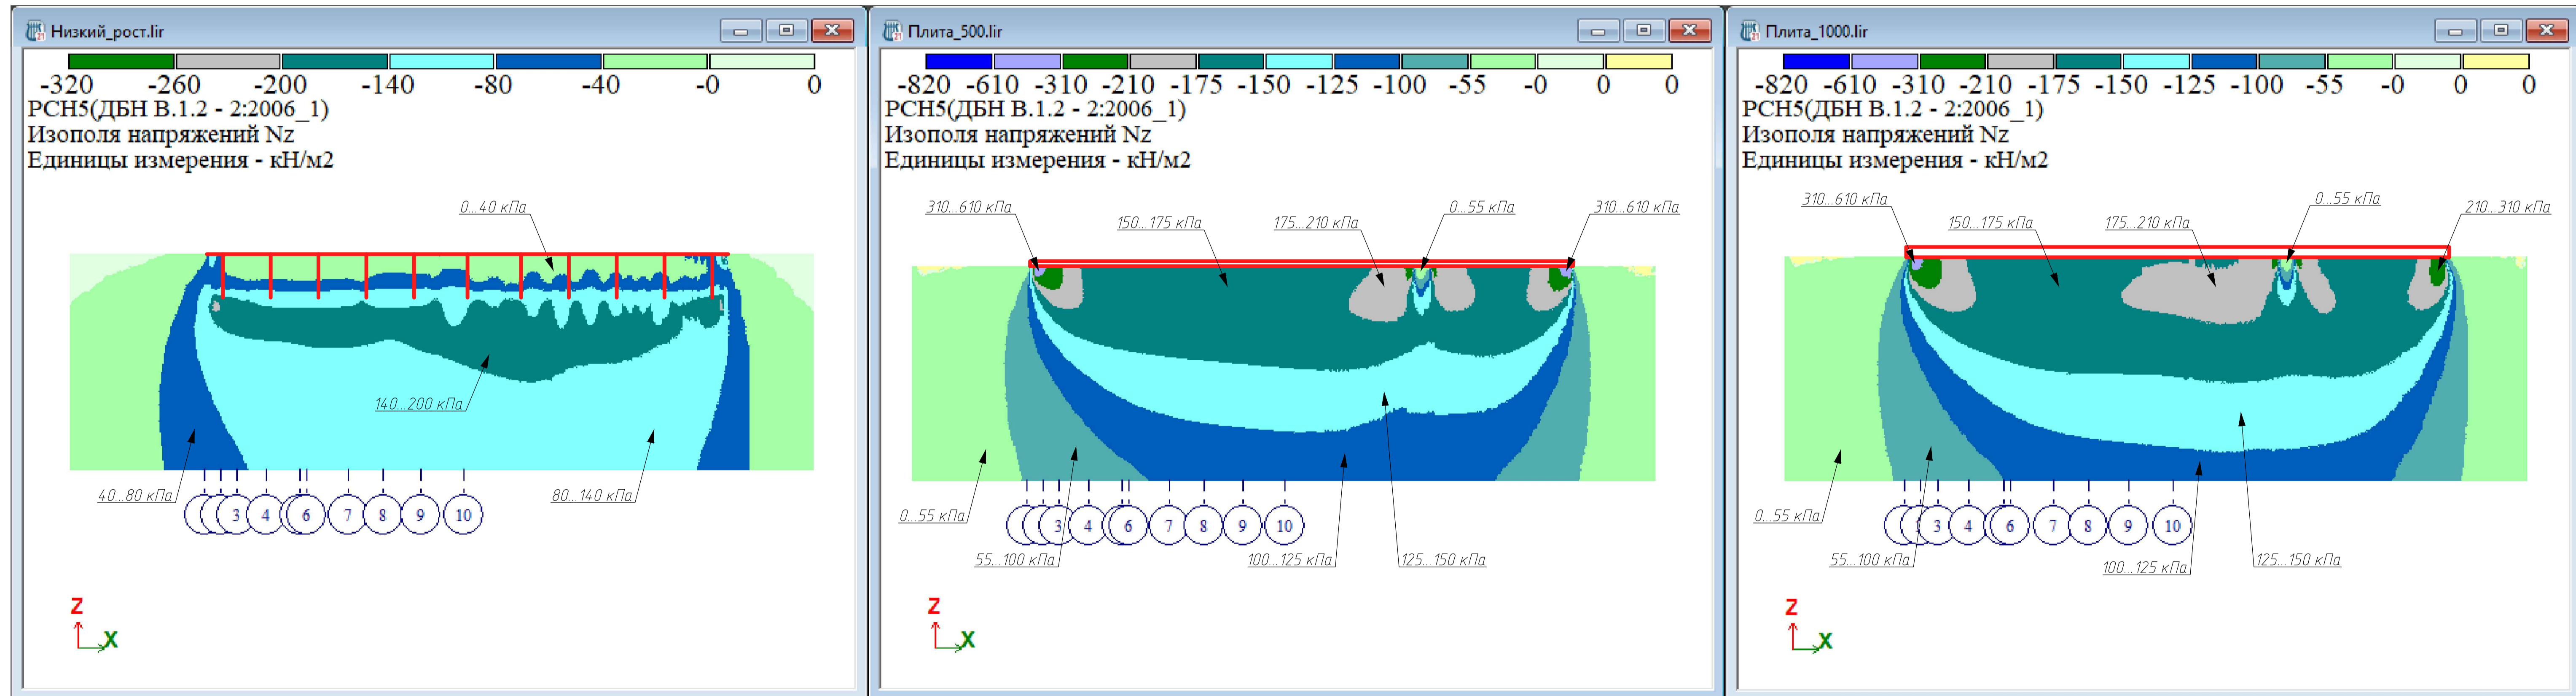 Низкий_рост.lir
-320 -260 -200 -140 -80 -40 -0 0
РСН5(ДБН В.1.2 - 2:2006_1)
Изополя напряжений Nz
Единицы измерения - кН/м2
0...40 кПа
140...200 кПа
40...80 кПа
80...140 кПа
3 4 6 7 8 9 10
Z
X
Плита_500.lir
-820 -610 -310 -210 -175 -150 -125 -100 -55 -0 0 0
РСН5(ДБН В.1.2 - 2:2006_1)
Изополя напряжений Nz
Единицы измерения - кН/м2
310...610 кПа
150...175 кПа
175...210 кПа
0...55 кПа
310...610 кПа
0...55 кПа
3 4 6 7 8 9 10
55...100 кПа
100...125 кПа
125...150 кПа
Z
X
Плита_1000.lir
-820 -610 -310 -210 -175 -150 -125 -100 -55 -0 0 0
РСН5(ДБН В.1.2 - 2:2006_1)
Изополя напряжений Nz
Единицы измерения - кН/м2
310...610 кПа
150...175 кПа
175...210 кПа
0...55 кПа
210...310 кПа
0...55 кПа
3 4 6 7 8 9 10
55...100 кПа
100...125 кПа
125...150 кПа
Z
X